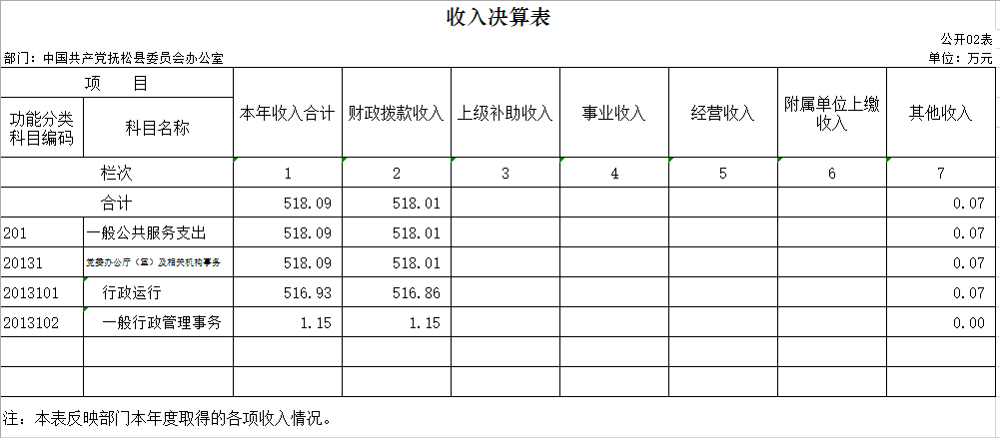 收入决算表
公开02表
部门：中国共产党抚松县委员会办公室 单位：万元
项 目 本年收入合计 财政拨款收入 上级补助收入 事业收入 经营收入 附属单位上缴收入 其他收入
功能分类科目编码 科目名称
栏次 1 2 3 4 5 6 7
合计 518.09 518.01 0.07
201 一般公共服务支出 518.09 518.01 0.07
20131 党委办公厅（室）及相关机构事务 518.09 518.01 0.07
2013101 行政运行 516.93 516.86 0.07
2013102 一般行政管理事务 1.15 1.15 0.00
注：本表反映部门本年度取得的各项收入情况。